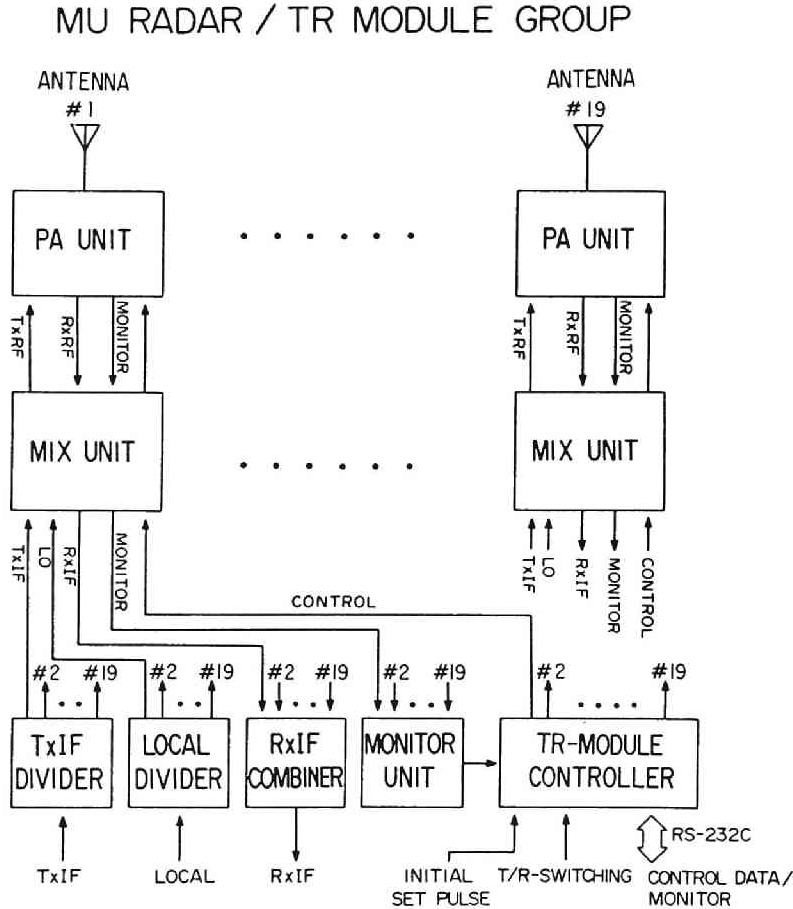 MU RADAR / TR MODULE GROUP
ANTENNA
#1
ANTENNA
#19
PA UNIT
PA UNIT
TxRF
RxRF
MONITOR
TxRF
RxRF
MONITOR
MIX UNIT
MIX UNIT
TxIF
LO
RxIF
MONITOR
TxIF
LO
RxIF
MONITOR
CONTROL
CONTROL
#2
#19
#2
#19
#2
#19
#2
#19
#2
#19
TxIF
DIVIDER
LOCAL
DIVIDER
RxIF
COMBINER
MONITOR
UNIT
TR-MODULE
CONTROLLER
RS-232C
TxIF
LOCAL
RxIF
INITIAL
SET PULSE
T/R-SWITCHING
CONTROL DATA/
MONITOR